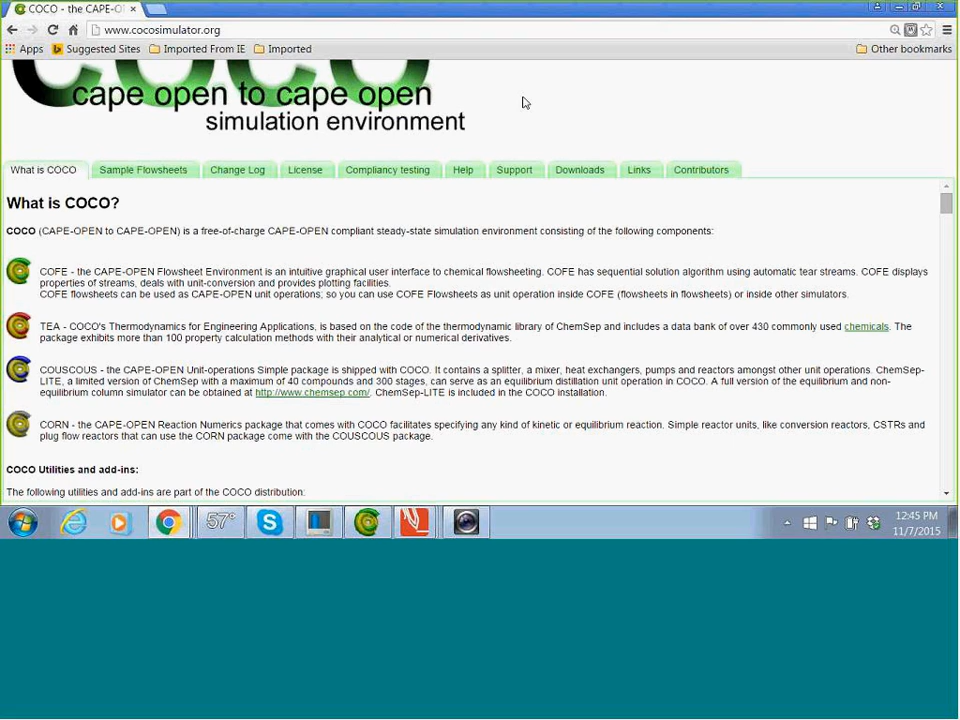 COCO - the CAPE-O
www.cocosimulator.org
Apps Suggested Sites Imported From IE Imported Other bookmarks
COCO
cape open to cape open
simulation environment
What is COCO Sample Flowsheets Change Log License Compliancy testing Help Support Downloads Links Contributors
What is COCO?
COCO (CAPE-OPEN to CAPE-OPEN) is a free-of-charge CAPE-OPEN compliant steady-state simulation environment consisting of the following components:
COFE - the CAPE-OPEN Flowsheet Environment is an intuitive graphical user interface to chemical flowsheeting. COFE has sequential solution algorithm using automatic tear streams. COFE displays
properties of streams, deals with unit-conversion and provides plotting facilities.
COFE flowsheets can be used as CAPE-OPEN unit operations; so you can use COFE Flowsheets as unit operation inside COFE (flowsheets in flowsheets) or inside other simulators.
TEA - COCO's Thermodynamics for Engineering Applications, is based on the code of the thermodynamic library of ChemSep and includes a data bank of over 430 commonly used chemicals. The
package exhibits more than 100 property calculation methods with their analytical or numerical derivatives.
COUSCOUS - the CAPE-OPEN Unit-operations Simple package is shipped with COCO. It contains a splitter, a mixer, heat exchangers, pumps and reactors amongst other unit operations. ChemSep-
LITE, a limited version of ChemSep with a maximum of 40 compounds and 300 stages, can serve as an equilibrium distillation unit operation in COCO. A full version of the equilibrium and non-
equilibrium column simulator can be obtained at http://www.chemsep.com/. ChemSep-LITE is included in the COCO installation.
CORN - the CAPE-OPEN Reaction Numerics package that comes with COCO facilitates specifying any kind of kinetic or equilibrium reaction. Simple reactor units, like conversion reactors, CSTRs and
plug flow reactors that can use the CORN package come with the COUSCOUS package.
COCO Utilities and add-ins:
The following utilities and add-ins are part of the COCO distribution:
57°
12:45 PM
11/7/2015